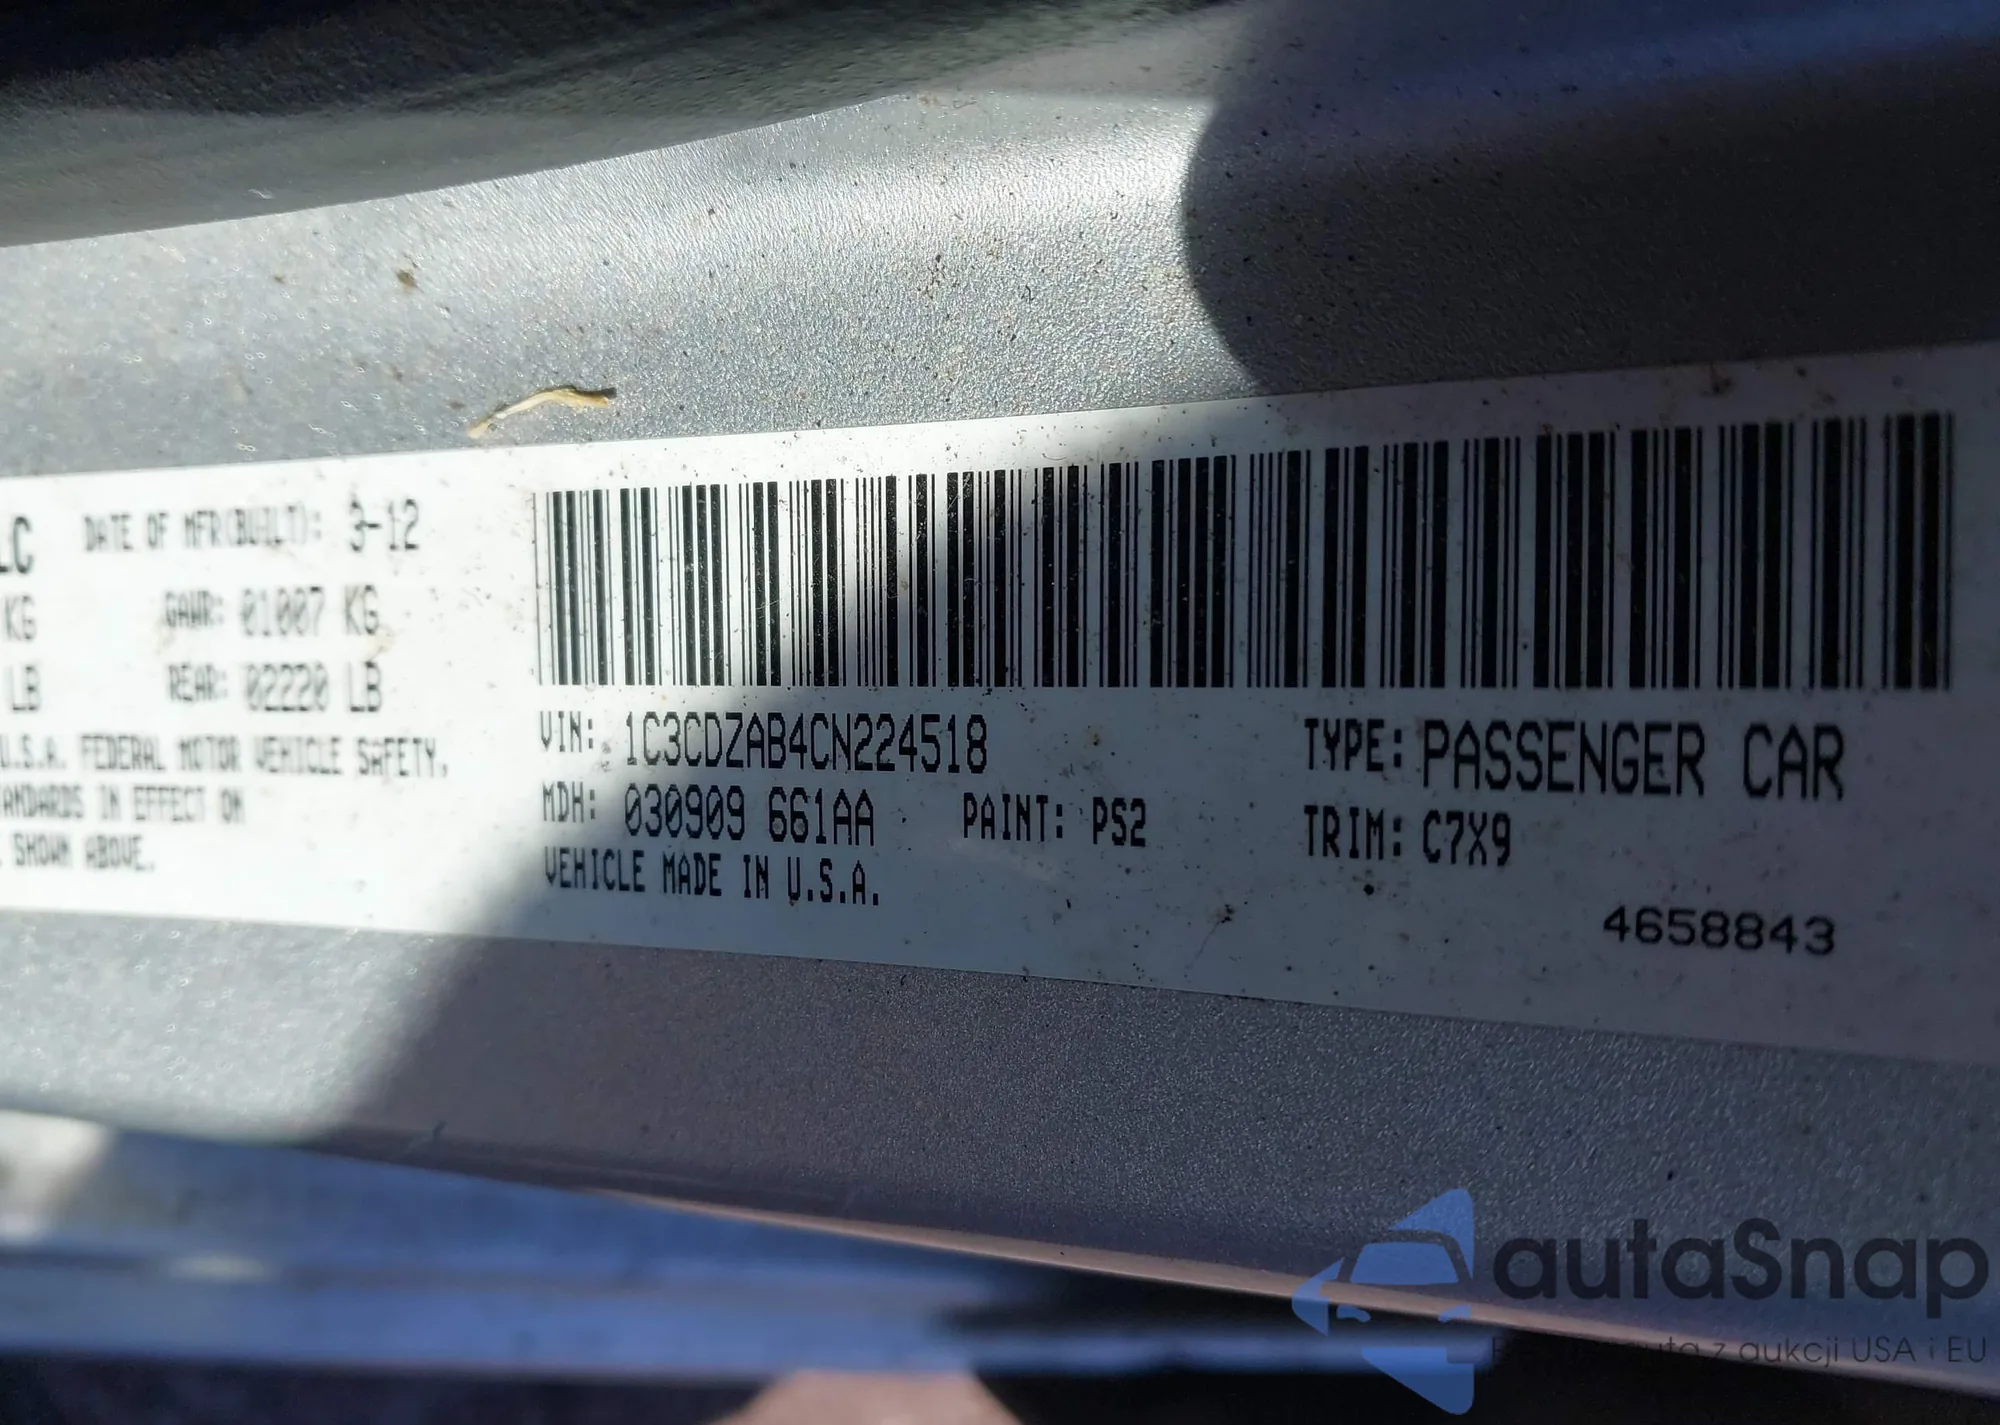 LC DATE OF MFR(BUILT): 3-12
KG GAWR: 01007 KG
LB REAR: 02220 LB
U.S.A. FEDERAL MOTOR VEHICLE SAFETY,
IN EFFECT ON
SHOWN ABOVE.
VIN: 1C3CDZAB4CN224518 TYPE: PASSENGER CAR
MDH: 030909 661AA PAINT: PS2 TRIM: C7X9
VEHICLE MADE IN U.S.A.
4658843
autaSnap
z aukcji USA i EU